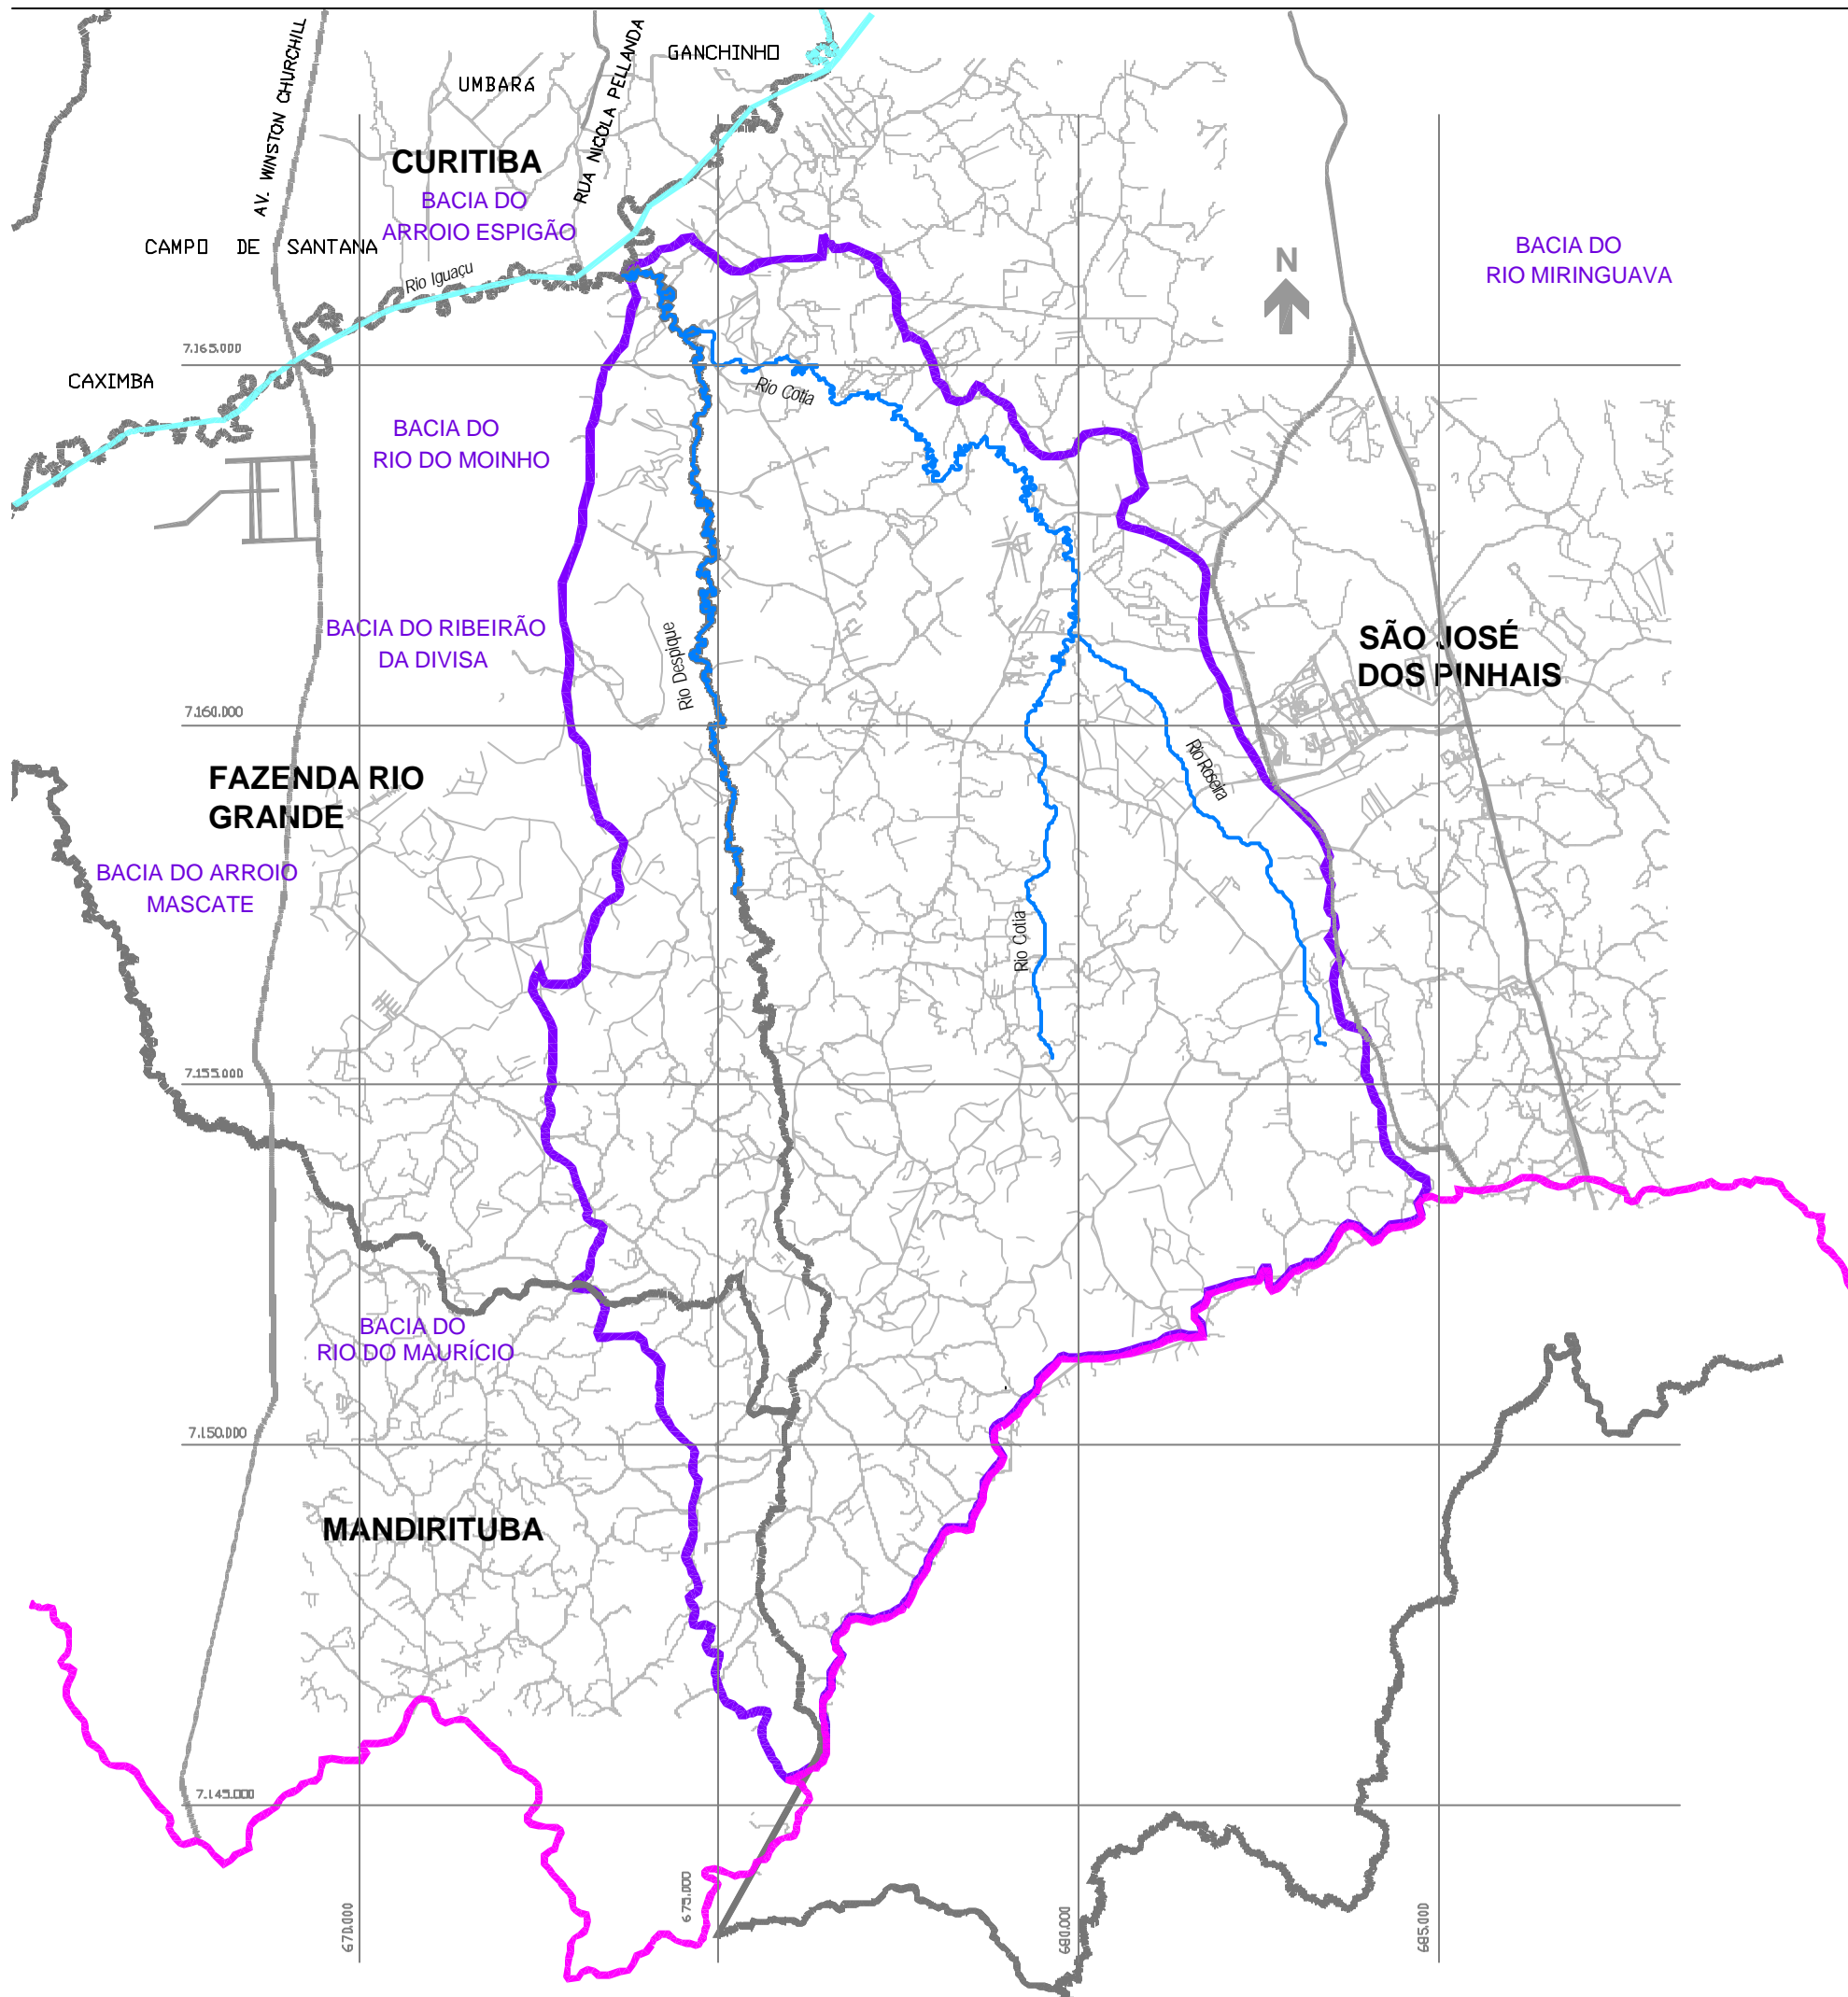 AV. WINSTON CHURCHILL
UMBARÁ
RUA NICOLA PELLANDA
GANCHINHO
CURITIBA
BACIA DO
ARROIO ESPIGÃO
CAMPO DE SANTANA
Rio Iguaçu
N
BACIA DO
RIO MIRINGUAVA
7.165.000
CAXIMBA
Rio Cotia
BACIA DO
RIO DO MOINHO
BACIA DO RIBEIRÃO
DA DIVISA
Rio Despique
SÃO JOSÉ
DOS PINHAIS
7.160.000
FAZENDA RIO
GRANDE
Rio Roseira
BACIA DO ARROIO
MASCATE
Rio Cotia
7.155.000
BACIA DO
RIO DO MAURÍCIO
7.150.000
MANDIRITUBA
7.145.000
670.000
675.000
680.000
685.000